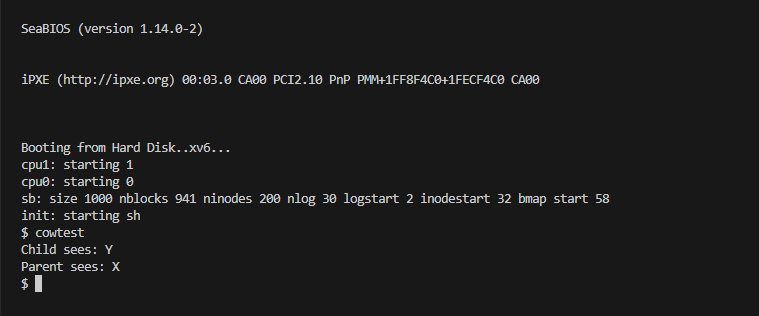 SeaBIOS (version 1.14.0-2)
iPXE (http://ipxe.org) 00:03.0 CA00 PCI2.10 PnP PMM+1FF8F4C0+1FECF4C0 CA00
Booting from Hard Disk..xv6...
cpu1: starting 1
cpu0: starting 0
sb: size 1000 nblocks 941 ninodes 200 nlog 30 logstart 2 inodestart 32 bmap start 58
init: starting sh
$ cowtest
Child sees: Y
Parent sees: X
$